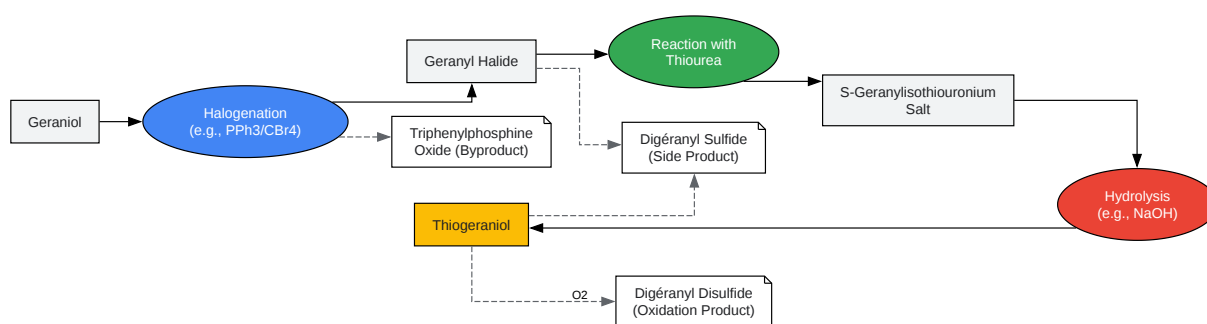 Geraniol
Halogenation
(e.g., PPh3/CBr4)
Geranyl Halide
Triphenylphosphine
Oxide (Byproduct)
Reaction with
Thiourea
Digéranyl Sulfide
(Side Product)
S-Geranylisothiouronium
Salt
Hydrolysis
(e.g., NaOH)
Thiogeraniol
O2
Digéranyl Disulfide
(Oxidation Product)